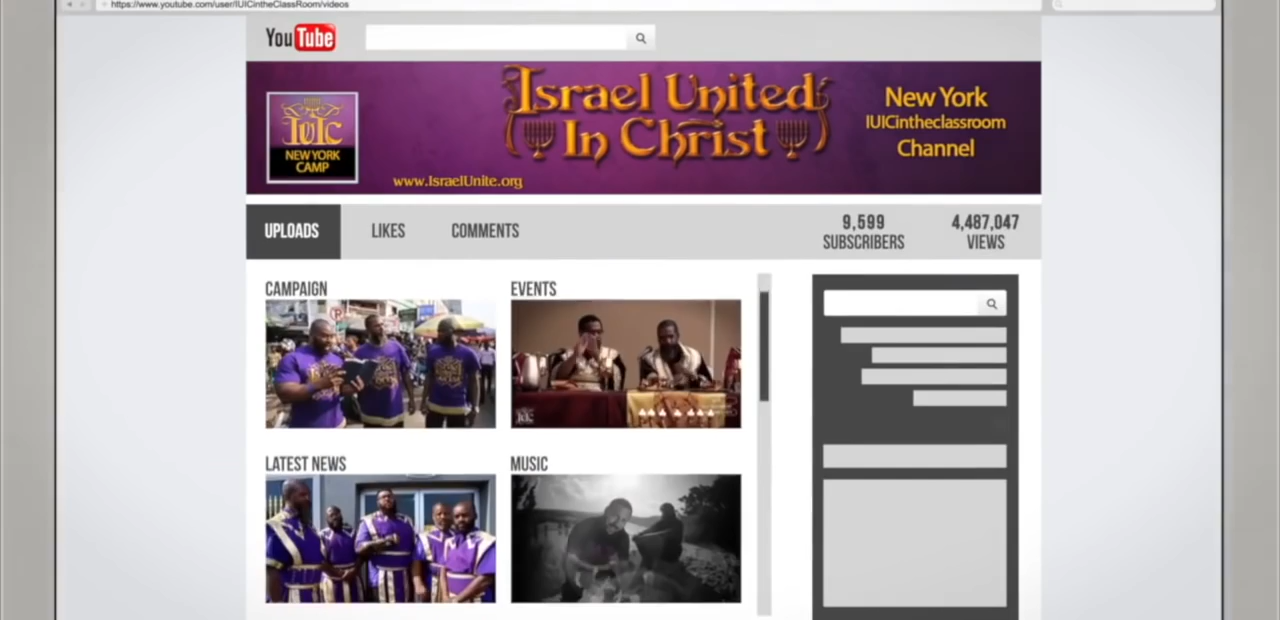 https://www.youtube.com/user/IUICintheClassRoom/videos
YouTube
Israel United
In Christ
New York
IUICintheclassroom
Channel
IUIC
NEW YORK
CAMP
www.IsraelUnite.org
UPLOADS
LIKES
COMMENTS
9,599
SUBSCRIBERS
4,487,047
VIEWS
CAMPAIGN
EVENTS
LATEST NEWS
MUSIC